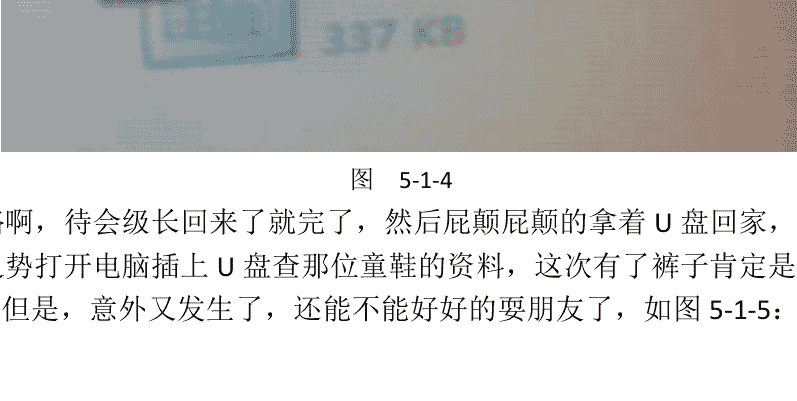 337 KB
图 5-1-4
啊，待会级长回来了就完了，然后屁颠屁颠的拿着 U 盘回家，
势打开电脑插上 U 盘查那位童鞋的资料，这次有了裤子肯定是
但是，意外又发生了，还能不能好好的耍朋友了，如图 5-1-5：